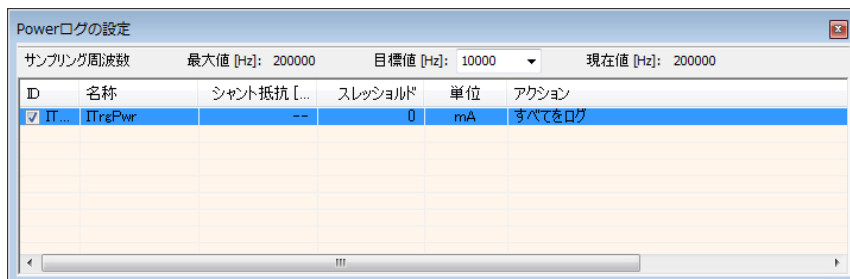 Powerログの設定
サンプリング周波数 最大値 [Hz]: 200000 目標値 [Hz]: 10000 現在値 [Hz]: 200000
ID 名称 シャント抵抗 [... スレッショルド 単位 アクション
IT... ITrgPwr -- 0 mA すべてをログ